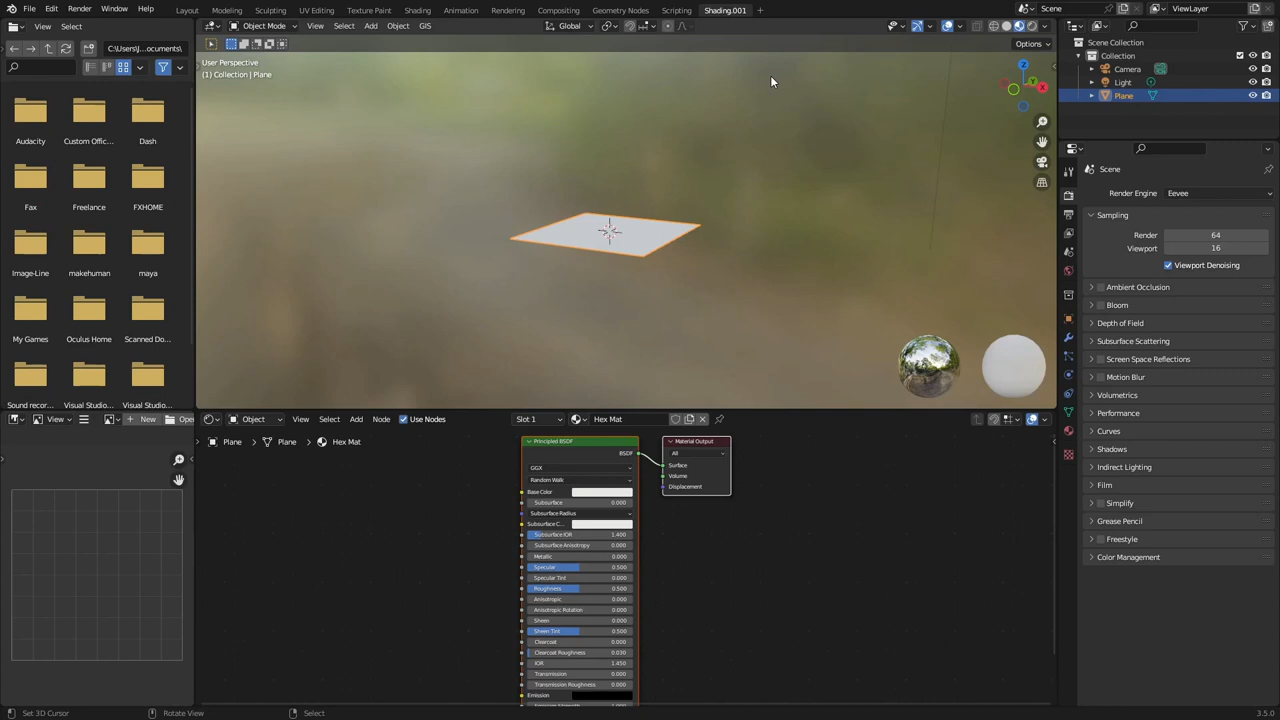 File Edit Render Window Help
Layout Modeling Sculpting UV Editing Texture Paint Shading Animation Rendering Compositing Geometry Nodes Scripting Shading.001
Scene
ViewLayer
View Select
Object Mode View Select Add Object GIS
Global
C:\Users\J...ocuments\
Options
User Perspective
(1) Collection | Plane
Scene Collection
Collection
Camera
Light
Plane
Audacity
Custom Offic...
Dash
Fax
Freelance
FXHOME
Image-Line
makehuman
maya
My Games
Oculus Home
Scanned Do...
Sound recor...
Visual Studio...
Visual Studio...
Scene
Render Engine Eevee
Sampling
Render 64
Viewport 16
Viewport Denoising
Ambient Occlusion
Bloom
Depth of Field
Subsurface Scattering
Screen Space Reflections
Motion Blur
Volumetrics
Performance
Curves
Shadows
Indirect Lighting
Film
Simplify
Grease Pencil
Freestyle
Color Management
View
New
Open
Object View Select Add Node Use Nodes
Slot 1
Hex Mat
Plane Plane Hex Mat
Principled BSDF
BSDF
GGX
Random Walk
Base Color
Subsurface 0.000
Subsurface Radius
Subsurface C...
Subsurface IOR 1.400
Subsurface Anisotropy 0.000
Metallic 0.000
Specular 0.500
Specular Tint 0.000
Roughness 0.500
Anisotropic 0.000
Anisotropic Rotation 0.000
Sheen 0.000
Sheen Tint 0.500
Clearcoat 0.000
Clearcoat Roughness 0.030
IOR 1.450
Transmission 0.000
Transmission Roughness 0.000
Emission
Material Output
All
Surface
Volume
Displacement
Set 3D Cursor
Rotate View
Select
3.5.0